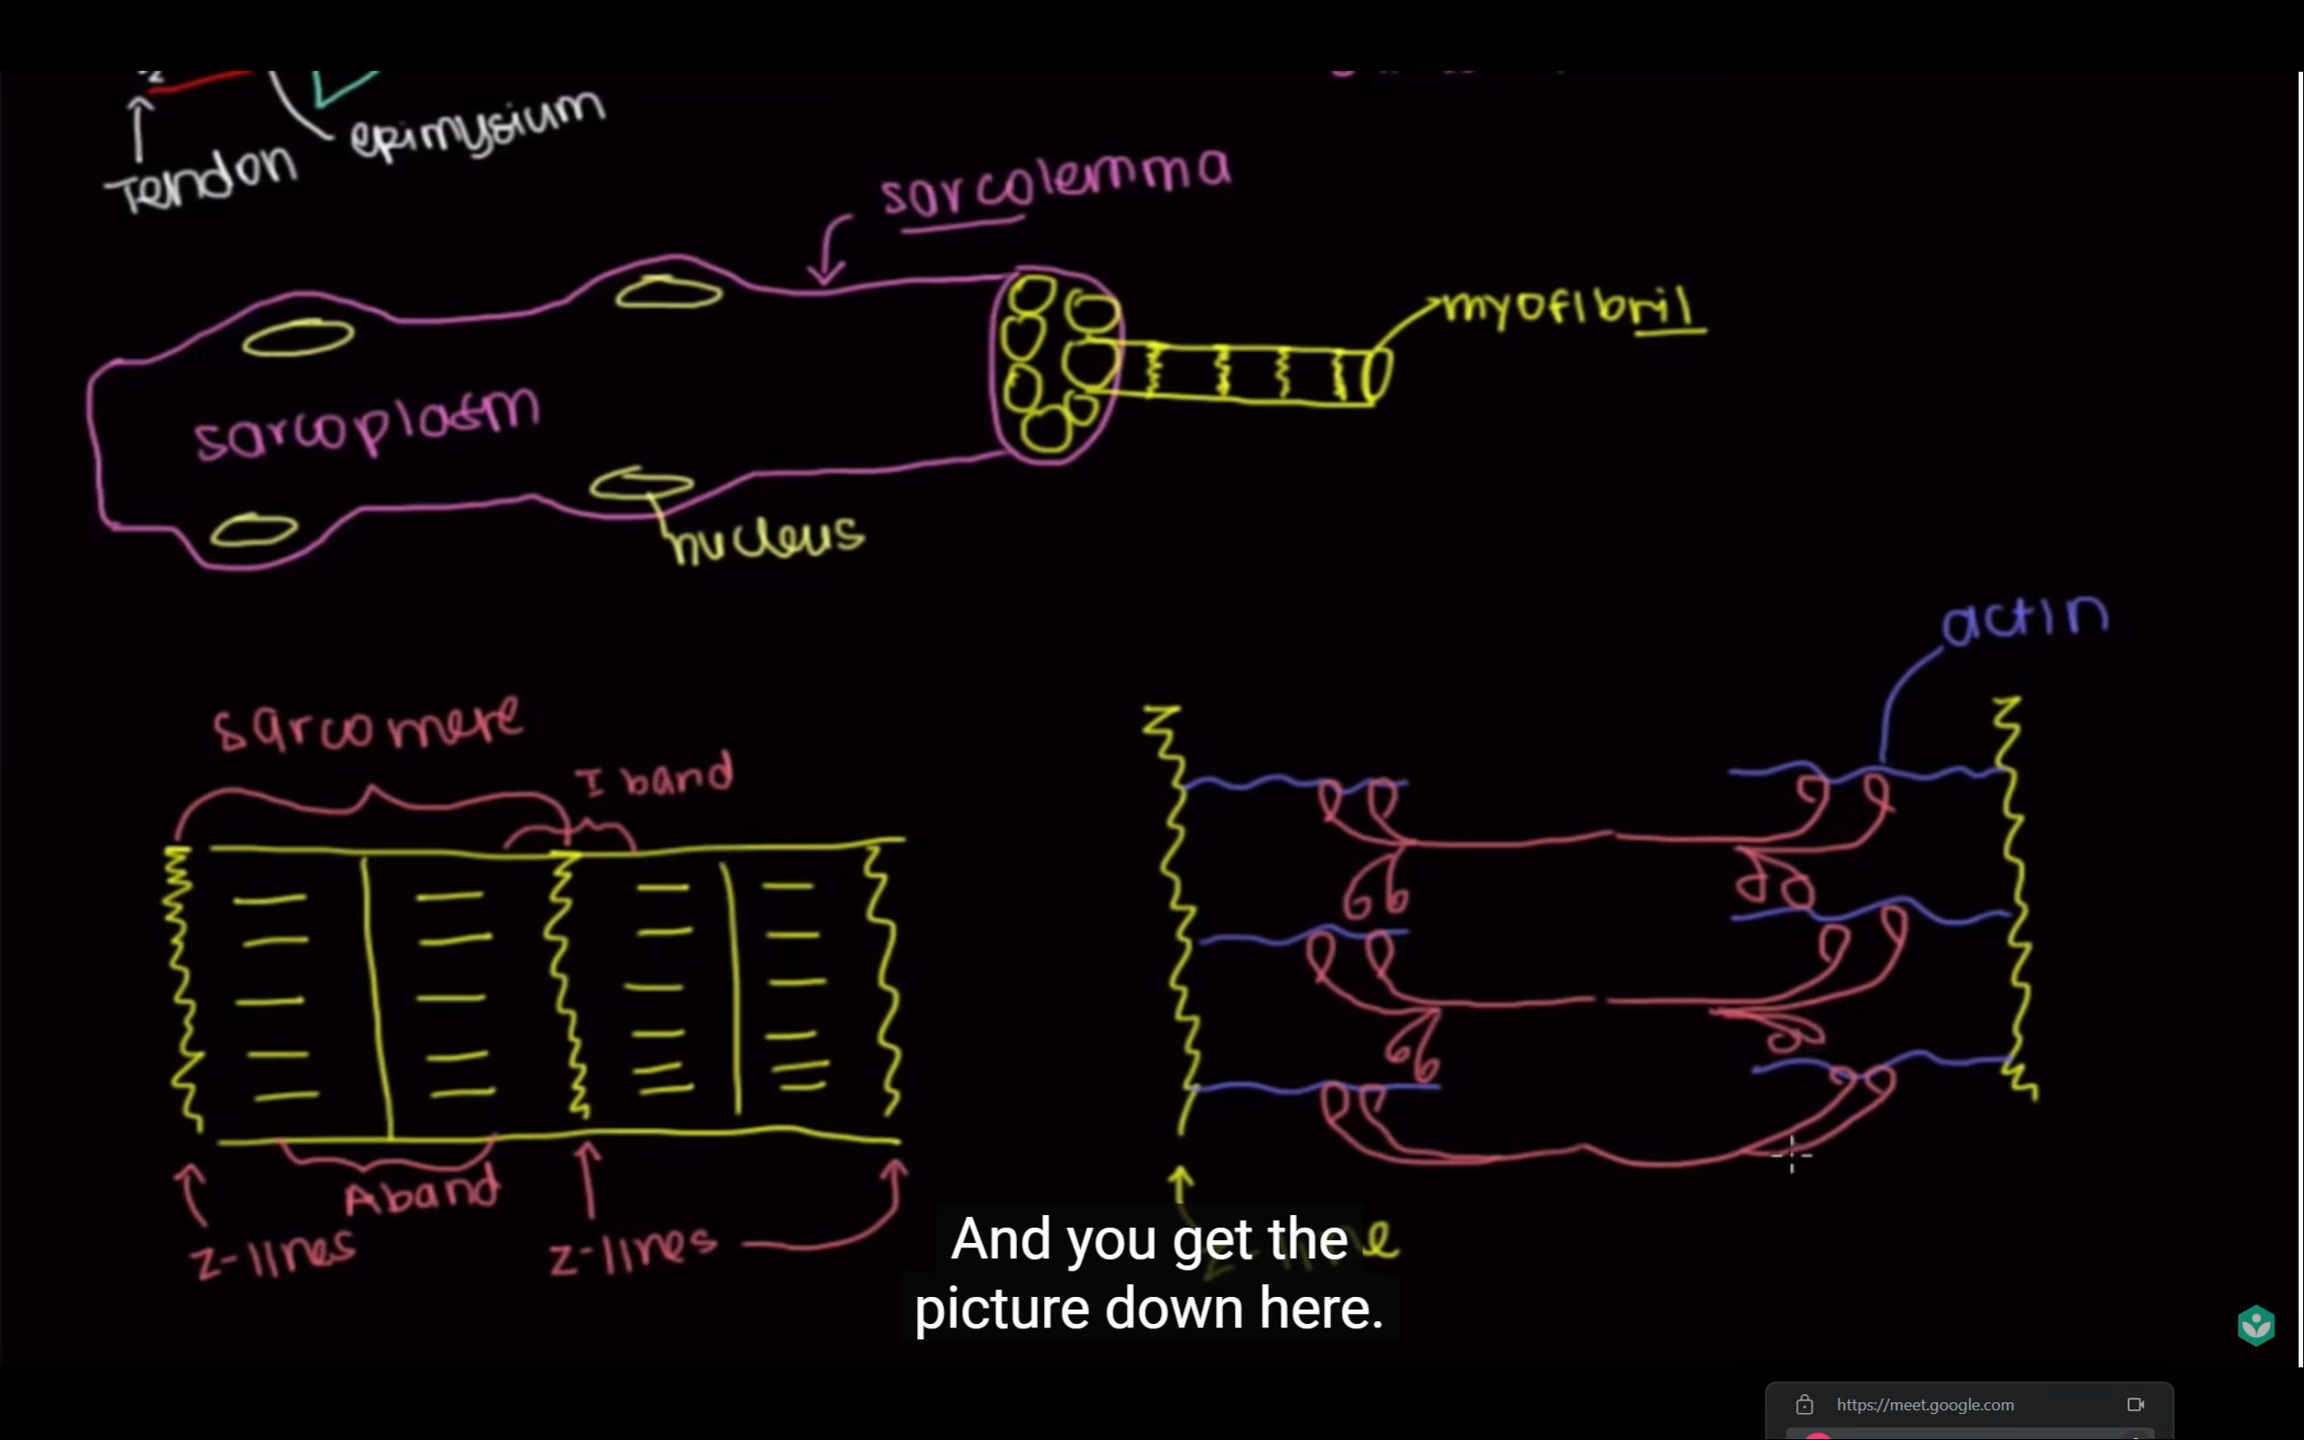 Tendon
epimysium
sarcolemma
myofibril
sarcoplasm
nucleus
actin
sarcomere
I band
A band
z-lines
z-lines
And you get the
picture down here.
https://meet.google.com